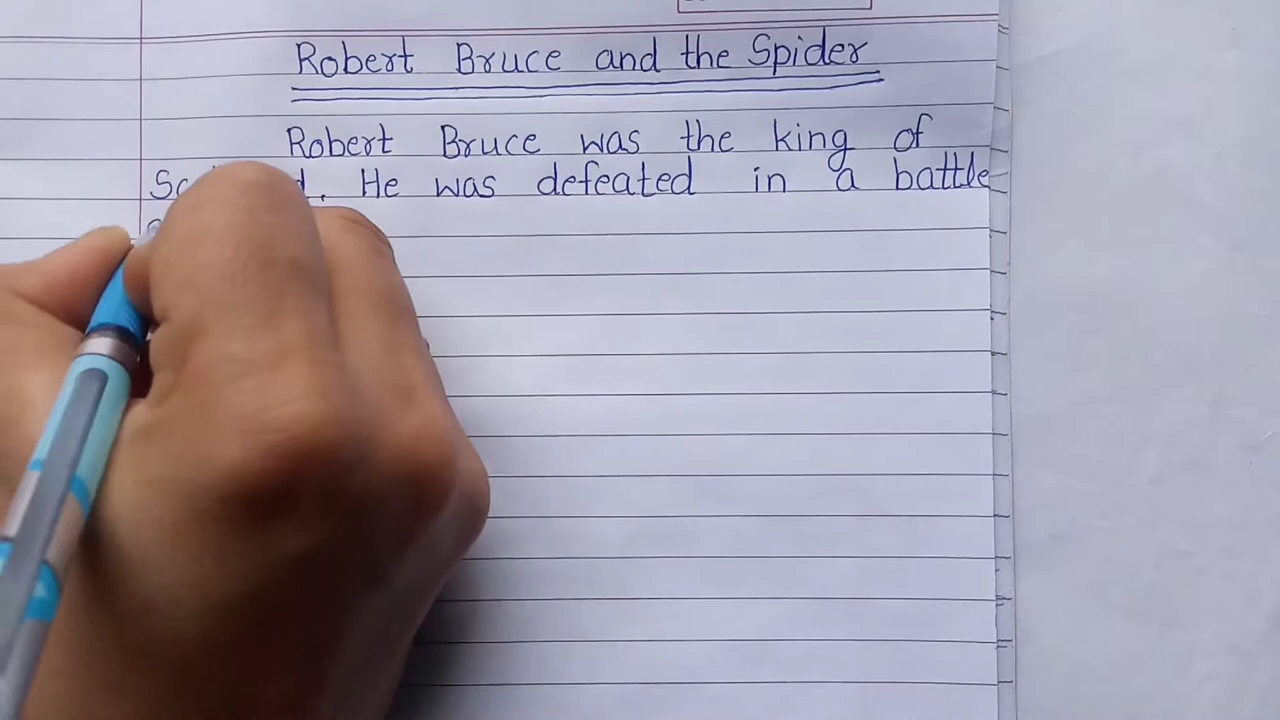 Robert Bruce and the Spider
Robert Bruce was the king of
He was defeated in a battle